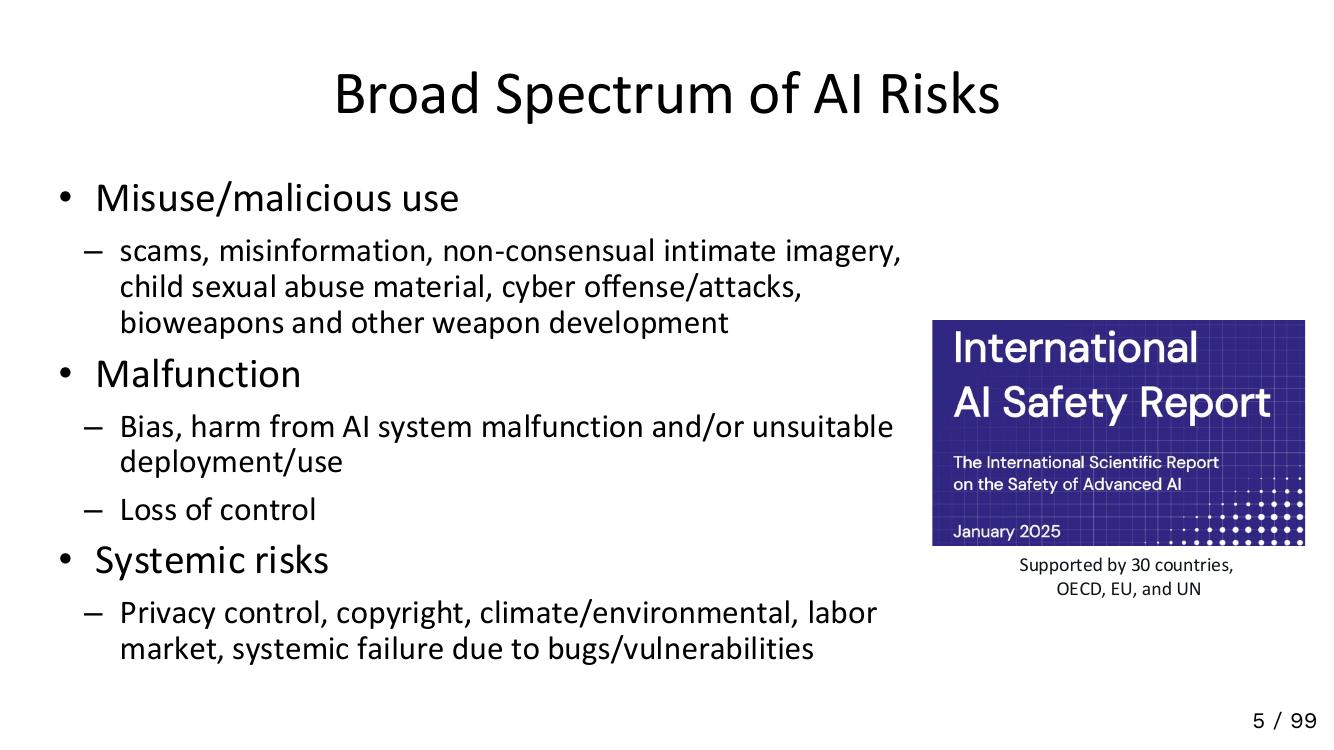 Broad Spectrum of AI Risks
• Misuse/malicious use
– scams, misinformation, non-consensual intimate imagery,
child sexual abuse material, cyber offense/attacks,
bioweapons and other weapon development
• Malfunction
– Bias, harm from AI system malfunction and/or unsuitable
deployment/use
– Loss of control
• Systemic risks
– Privacy control, copyright, climate/environmental, labor
market, systemic failure due to bugs/vulnerabilities
International
AI Safety Report
The International Scientific Report
on the Safety of Advanced AI
January 2025
Supported by 30 countries,
OECD, EU, and UN
5 / 99